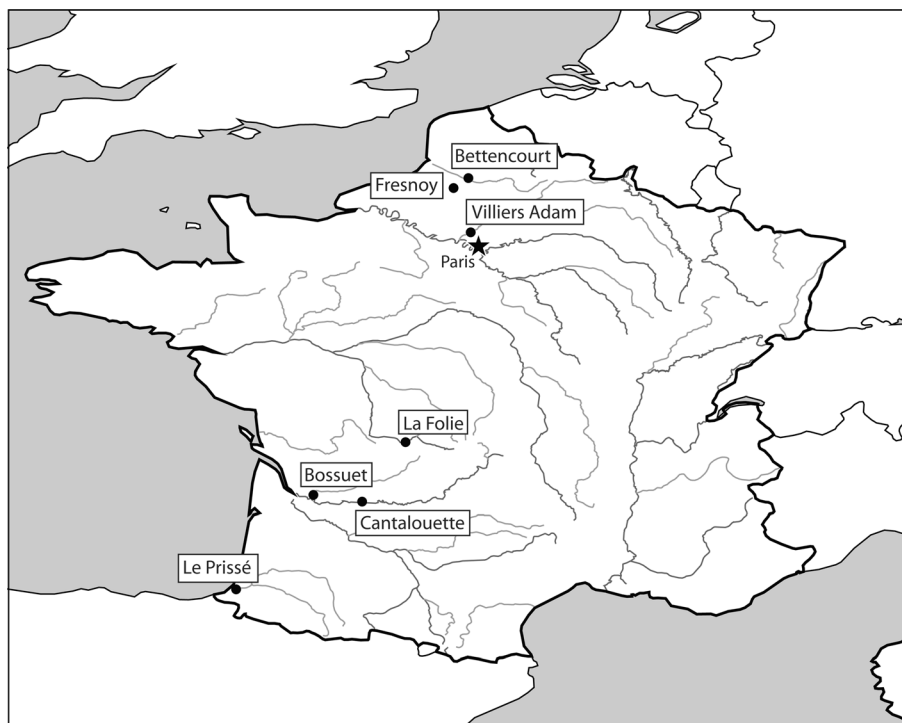 Bettencourt
Fresnoy
Villiers Adam
Paris
La Folie
Bossuet
Cantalouette
Le Prissé